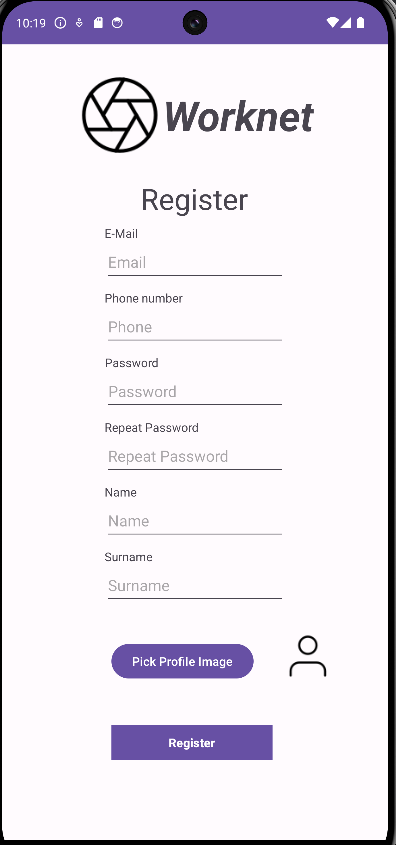 10:19
Worknet
Register
E-Mail
Email
Phone number
Phone
Password
Password
Repeat Password
Repeat Password
Name
Name
Surname
Surname
Pick Profile Image
Register